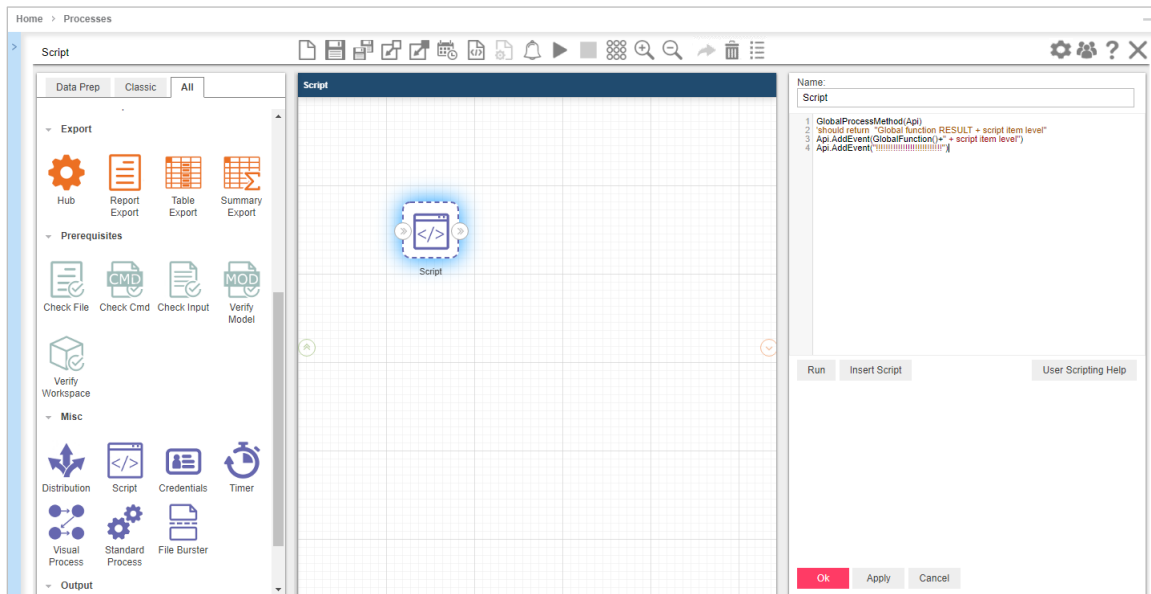 Home > Processes
Script
Data Prep
Classic
All
Export
Hub
Report Export
Table Export
Summary Export
Prerequisites
CMD
MOD
Check File
Check Cmd
Check Input
Verify Model
Verify Workspace
Misc
Distribution
Script
Credentials
Timer
Visual Process
Standard Process
File Burster
Output
Script
Script
Name:
Script
1 GlobalProcessMethod(Api)
2 'should return "Global function RESULT + script item level"
3 Api.AddEvent(GlobalFunction()+" + script item level")
Run
Insert Script
User Scripting Help
Ok
Apply
Cancel